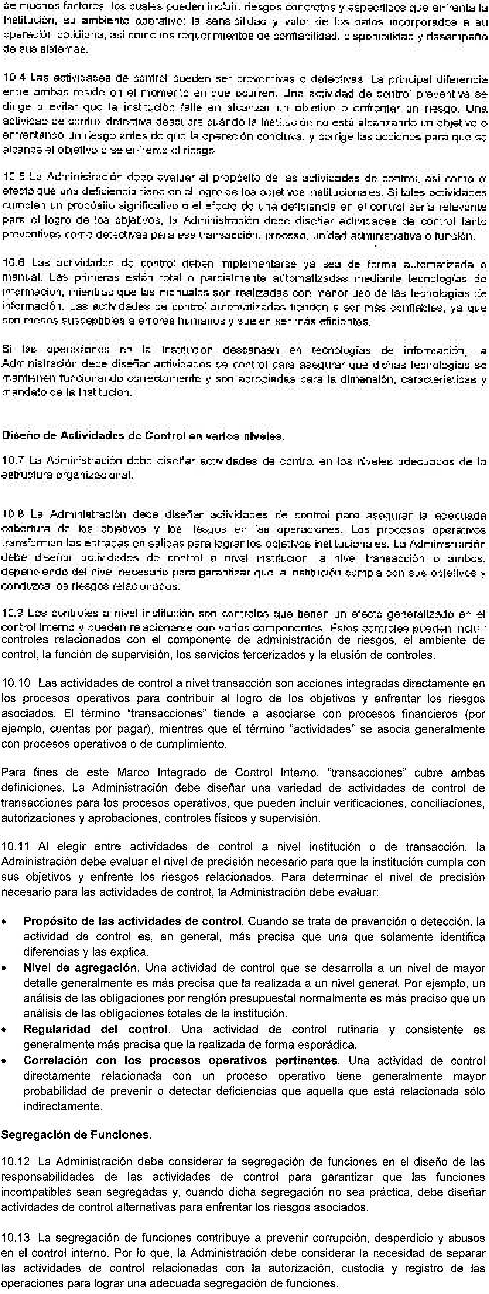 de muchos factores, los cuales pueden incluir: riesgos concretos y específicos que enfrenta la
institución, su ambiente operativo; la sensibilidad y valor de los datos incorporados a su
operación cotidiana, así como los requerimientos de confiabilidad, disponibilidad y desempeño
de sus sistemas.
10.4 Las actividades de control pueden ser preventivas o detectivas. La principal diferencia
entre ambas reside en el momento en que ocurren. Una actividad de control preventiva se
dirige a evitar que la institución falle en alcanzar un objetivo o enfrentar un riesgo. Una
actividad de control detectiva descubre cuándo la institución no está alcanzando un objetivo o
enfrentando un riesgo antes de que la operación concluya, y corrige las acciones para que se
alcance el objetivo o se enfrente el riesgo.
10.5 La Administración debe evaluar el propósito de las actividades de control, así como el
efecto que una deficiencia tiene en el logro de los objetivos institucionales. Si tales actividades
cumplen un propósito significativo o el efecto de una deficiencia en el control sería relevante
para el logro de los objetivos, la Administración debe diseñar actividades de control tanto
preventivas como detectivas para esa transacción, proceso, unidad administrativa o función.
10.6 Las actividades de control deben implementarse ya sea de forma automatizada o
manual. Las primeras están total o parcialmente automatizadas mediante tecnologías de
información, mientras que las manuales son realizadas con menor uso de las tecnologías de
información. Las actividades de control automatizadas tienden a ser más confiables, ya que
son menos susceptibles a errores humanos y suelen ser más eficientes.
Si las operaciones en la institución descansan en tecnologías de información, la
Administración debe diseñar actividades de control para asegurar que dichas tecnologías se
mantienen funcionando correctamente y son apropiadas para la dimensión, características y
mandato de la institución.
Diseño de Actividades de Control en varios niveles.
10.7 La Administración debe diseñar actividades de control en los niveles adecuados de la
estructura organizacional.
10.8 La Administración debe diseñar actividades de control para asegurar la adecuada
cobertura de los objetivos y los riesgos en las operaciones. Los procesos operativos
transforman las entradas en salidas para lograr los objetivos institucionales. La Administración
debe diseñar actividades de control a nivel institución, a nivel transacción o ambos,
dependiendo del nivel necesario para garantizar que la institución cumpla con sus objetivos y
conduzca los riesgos relacionados.
10.9 Los controles a nivel institución son controles que tienen un efecto generalizado en el
control interno y pueden relacionarse con varios componentes. Estos controles pueden incluir
controles relacionados con el componente de administración de riesgos, el ambiente de
control, la función de supervisión, los servicios tercerizados y la elusión de controles.
10.10 Las actividades de control a nivel transacción son acciones integradas directamente en
los procesos operativos para contribuir al logro de los objetivos y enfrentar los riesgos
asociados. El término "transacciones" tiende a asociarse con procesos financieros (por
ejemplo, cuentas por pagar), mientras que el término "actividades" se asocia generalmente
con procesos operativos o de cumplimiento.
Para fines de este Marco Integrado de Control Interno, "transacciones" cubre ambas
definiciones. La Administración debe diseñar una variedad de actividades de control de
transacciones para los procesos operativos, que pueden incluir verificaciones, conciliaciones,
autorizaciones y aprobaciones, controles físicos y supervisión.
10.11 Al elegir entre actividades de control a nivel institución o de transacción, la
Administración debe evaluar el nivel de precisión necesario para que la institución cumpla con
sus objetivos y enfrente los riesgos relacionados. Para determinar el nivel de precisión
necesario para las actividades de control, la Administración debe evaluar:
• Propósito de las actividades de control. Cuando se trata de prevención o detección, la
actividad de control es, en general, más precisa que una que solamente identifica
diferencias y las explica.
• Nivel de agregación. Una actividad de control que se desarrolla a un nivel de mayor
detalle generalmente es más precisa que la realizada a un nivel general. Por ejemplo, un
análisis de las obligaciones por renglón presupuestal normalmente es más preciso que un
análisis de las obligaciones totales de la institución.
• Regularidad del control. Una actividad de control rutinaria y consistente es
generalmente más precisa que la realizada de forma esporádica.
• Correlación con los procesos operativos pertinentes. Una actividad de control
directamente relacionada con un proceso operativo tiene generalmente mayor
probabilidad de prevenir o detectar deficiencias que aquella que está relacionada sólo
indirectamente.
Segregación de Funciones.
10.12 La Administración debe considerar la segregación de funciones en el diseño de las
responsabilidades de las actividades de control para garantizar que las funciones
incompatibles sean segregadas y, cuando dicha segregación no sea práctica, debe diseñar
actividades de control alternativas para enfrentar los riesgos asociados.
10.13 La segregación de funciones contribuye a prevenir corrupción, desperdicio y abusos
en el control interno. Por lo que, la Administración debe considerar la necesidad de separar
las actividades de control relacionadas con la autorización, custodia y registro de las
operaciones para lograr una adecuada segregación de funciones.